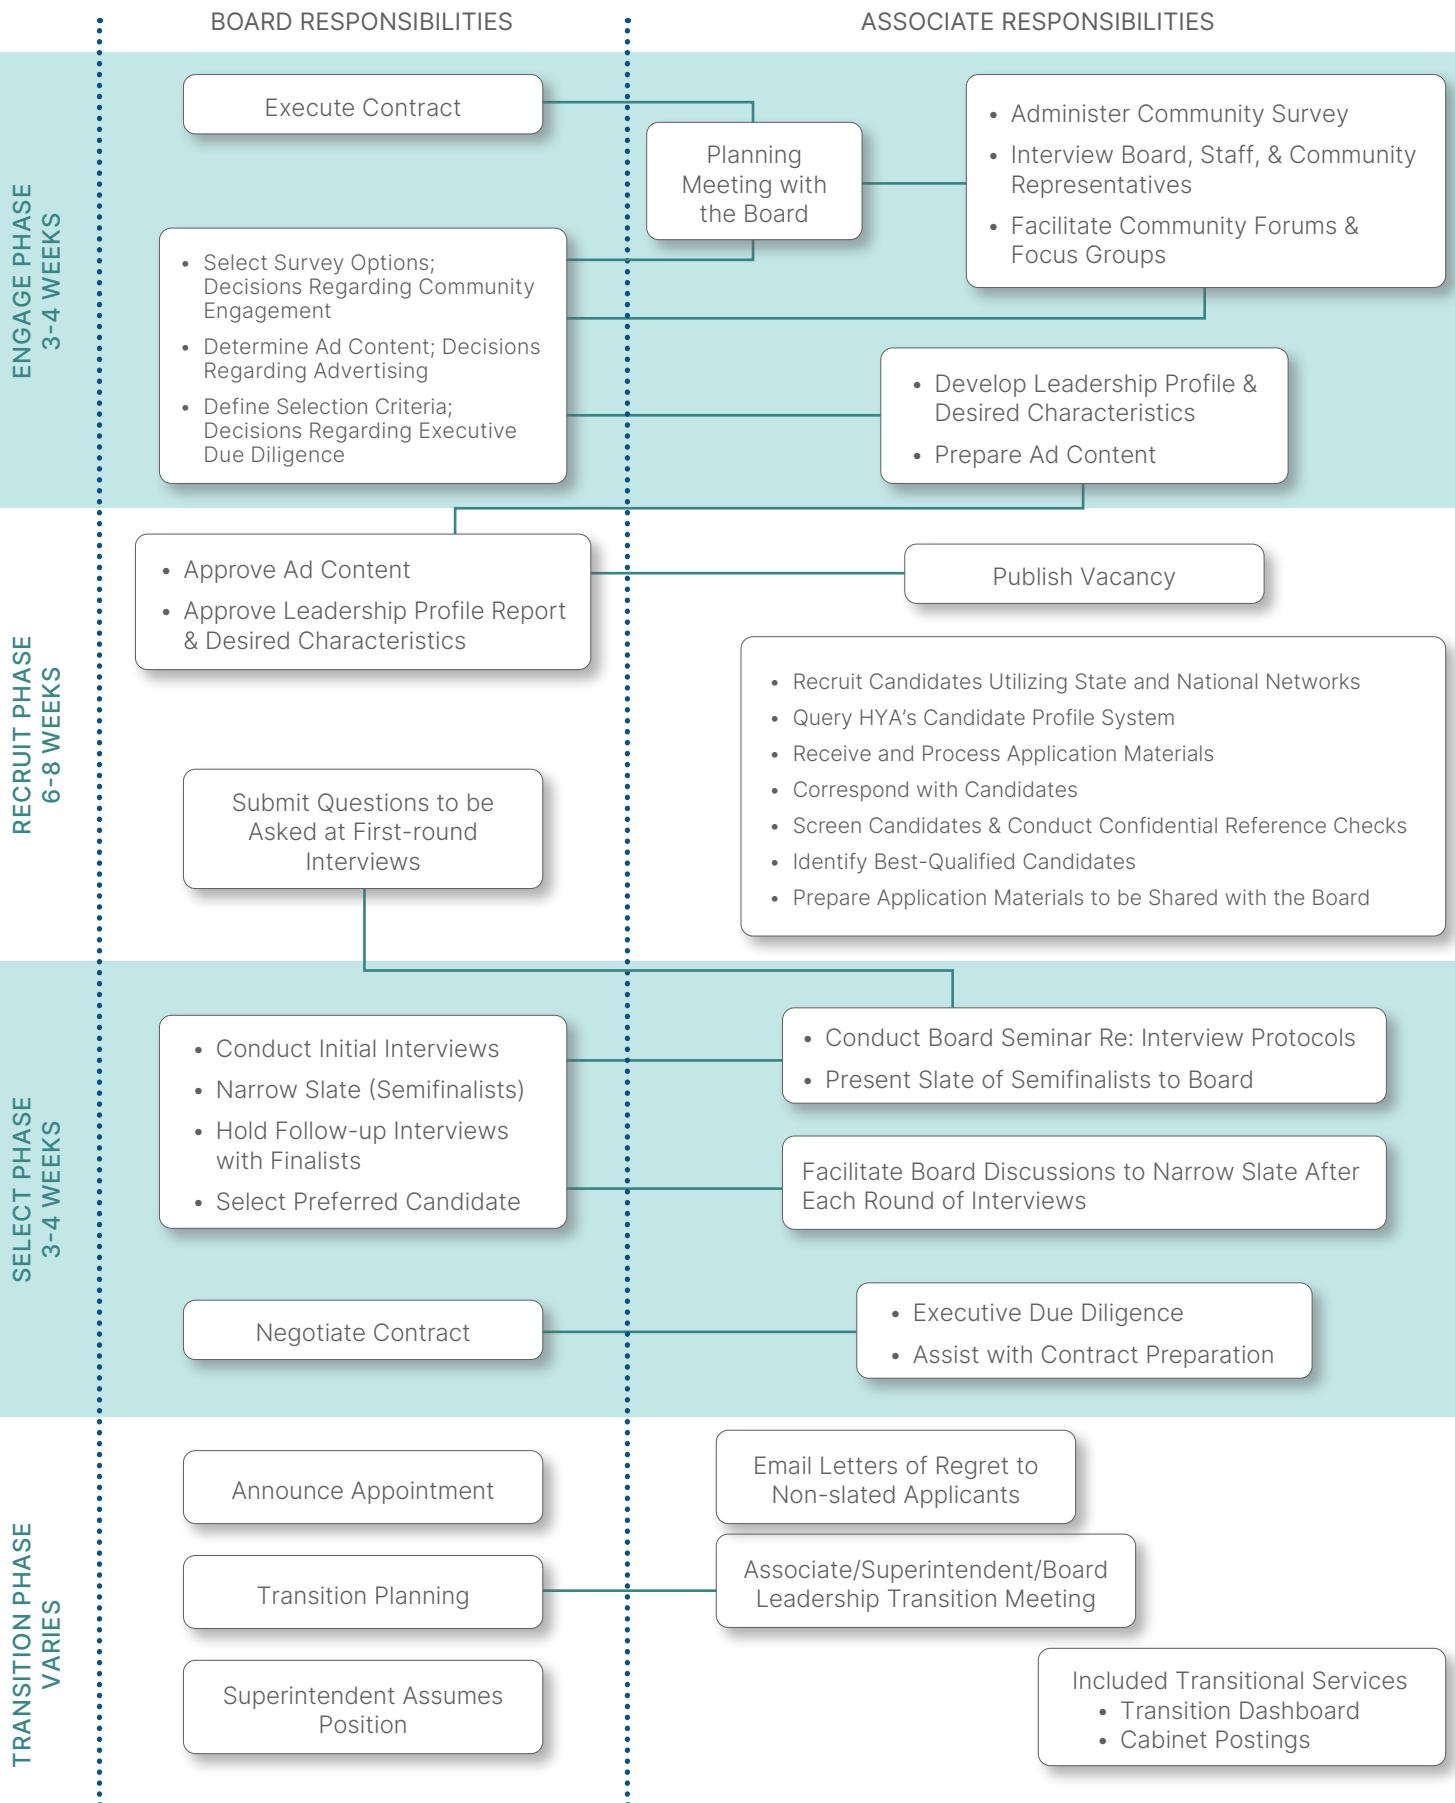 BOARD RESPONSIBILITIES
ASSOCIATE RESPONSIBILITIES
ENGAGE PHASE
3-4 WEEKS
Execute Contract
Planning
Meeting with
the Board
• Administer Community Survey
• Interview Board, Staff, & Community
Representatives
• Facilitate Community Forums &
Focus Groups
• Select Survey Options;
Decisions Regarding Community
Engagement
• Determine Ad Content; Decisions
Regarding Advertising
• Define Selection Criteria;
Decisions Regarding Executive
Due Diligence
• Develop Leadership Profile &
Desired Characteristics
• Prepare Ad Content
RECRUIT PHASE
6-8 WEEKS
• Approve Ad Content
• Approve Leadership Profile Report
& Desired Characteristics
Publish Vacancy
• Recruit Candidates Utilizing State and National Networks
• Query HYA's Candidate Profile System
• Receive and Process Application Materials
• Correspond with Candidates
• Screen Candidates & Conduct Confidential Reference Checks
• Identify Best-Qualified Candidates
• Prepare Application Materials to be Shared with the Board
Submit Questions to be
Asked at First-round
Interviews
SELECT PHASE
3-4 WEEKS
• Conduct Initial Interviews
• Narrow Slate (Semifinalists)
• Hold Follow-up Interviews
with Finalists
• Select Preferred Candidate
• Conduct Board Seminar Re: Interview Protocols
• Present Slate of Semifinalists to Board
Facilitate Board Discussions to Narrow Slate After
Each Round of Interviews
Negotiate Contract
• Executive Due Diligence
• Assist with Contract Preparation
TRANSITION PHASE
VARIES
Announce Appointment
Email Letters of Regret to
Non-slated Applicants
Transition Planning
Associate/Superintendent/Board
Leadership Transition Meeting
Superintendent Assumes
Position
Included Transitional Services
• Transition Dashboard
• Cabinet Postings